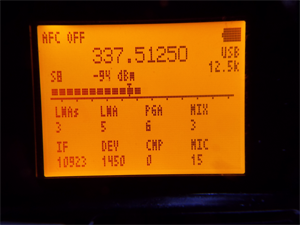 AFC OFF
337.51250
USB
S8 -94 dBm
12.5k
LNAs LNA PGA MIX
3 5 6 3
IF DEV CMP MIC
10923 1450 0 15